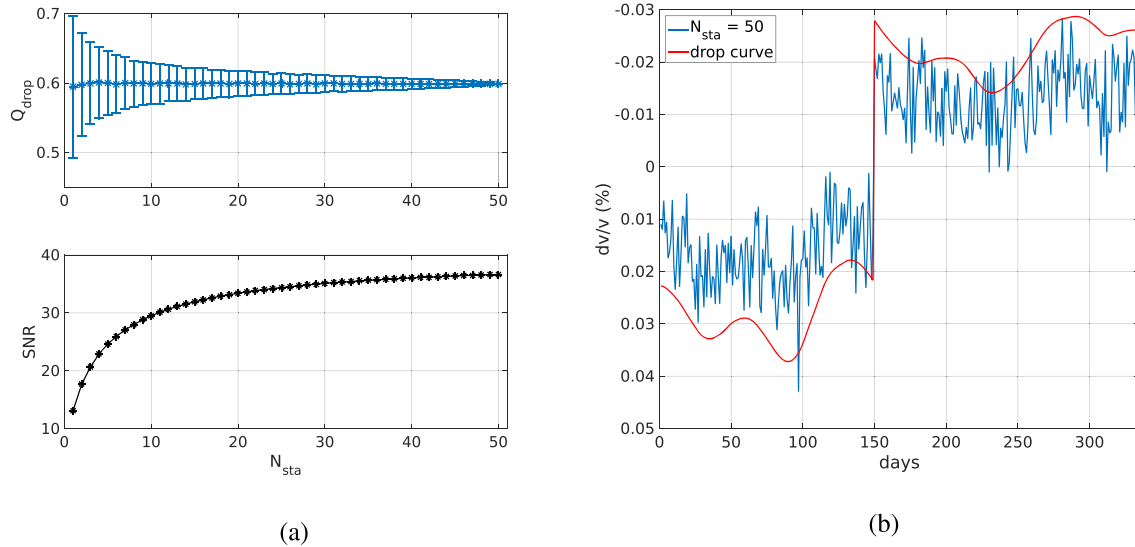 0.7
0.6
0.5
Q_drop
0 10 20 30 40 50
40
30
20
10
SNR
0 10 20 30 40 50
N_sta
(a)
-0.03
-0.02
-0.01
0
0.01
0.02
0.03
0.04
0.05
dv/v (%)
N_sta = 50
drop curve
0 50 100 150 200 250 300
days
(b)